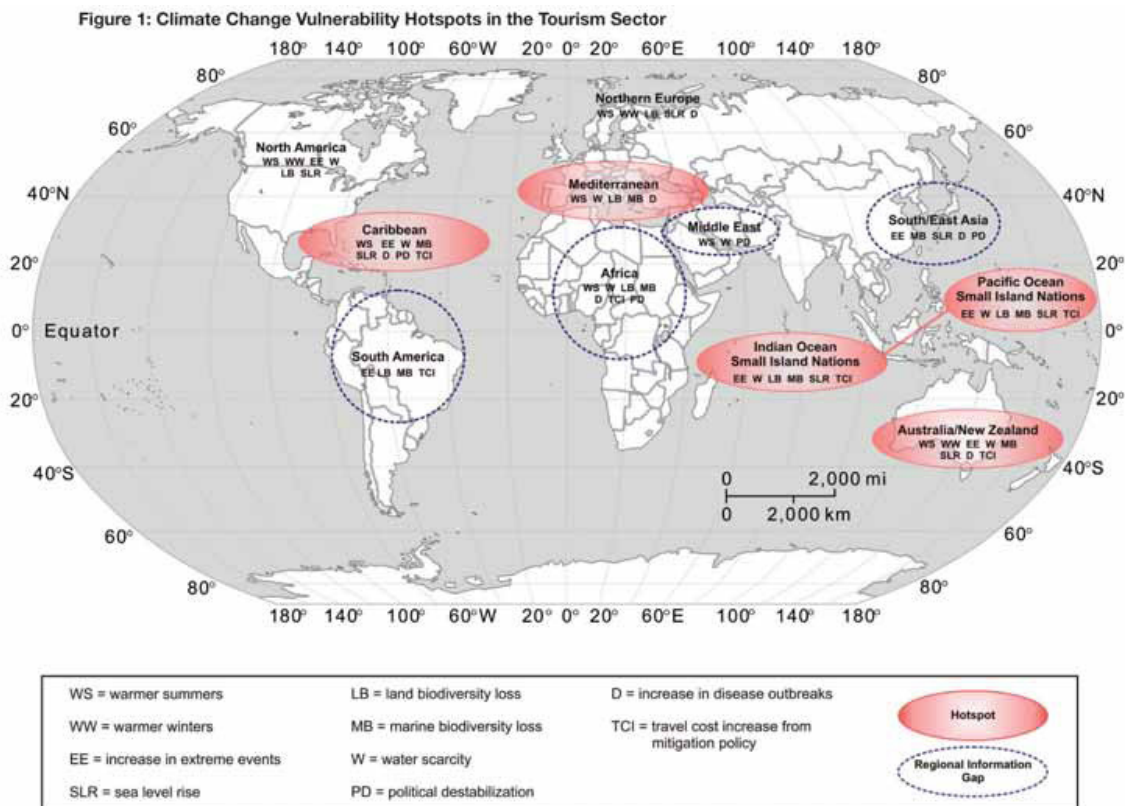 Figure 1: Climate Change Vulnerability Hotspots in the Tourism Sector
180° 140° 100° 60°W 20° 0° 20° 60°E 100° 140° 180°
80° 80°
Northern Europe
WS WW LB SLR D
60° 60°
North America
WS WW EE W
LB SLR
40°N 40°N
Mediterranean
WS W LB MB D
South/East Asia
EE MB SLR D PD
Middle East
WS W PD
Caribbean
WS EE W MB
SLR D PD TCI
20° 20°
Africa
WS W LB MB
D TCI PD
Pacific Ocean
Small Island Nations
EE W LB MB SLR TCI
Equator 0° 0°
Indian Ocean
Small Island Nations
EE W LB MB SLR TCI
South America
EE LB MB TCI
20° 20°
Australia/New Zealand
WS WW EE W MB
SLR D TCI
40°S 40°S
0 2,000 mi
0 2,000 km
60° 60°
80° 80°
180° 140° 100° 60°W 20° 0° 20° 60°E 100° 140° 180°
WS = warmer summers
WW = warmer winters
EE = increase in extreme events
SLR = sea level rise
LB = land biodiversity loss
MB = marine biodiversity loss
W = water scarcity
PD = political destabilization
D = increase in disease outbreaks
TCI = travel cost increase from
mitigation policy
Hotspot
Regional Information
Gap